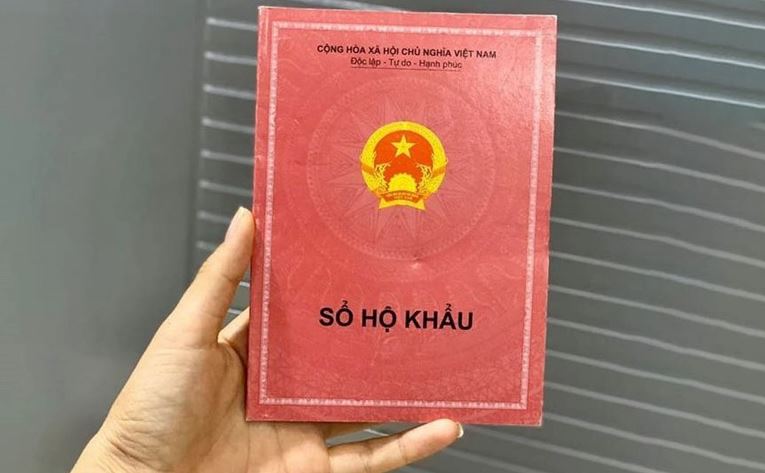 CỘNG HÒA XÃ HỘI CHỦ NGHĨA VIỆT NAM
Độc lập - Tự do - Hạnh phúc
SỔ HỘ KHẨU